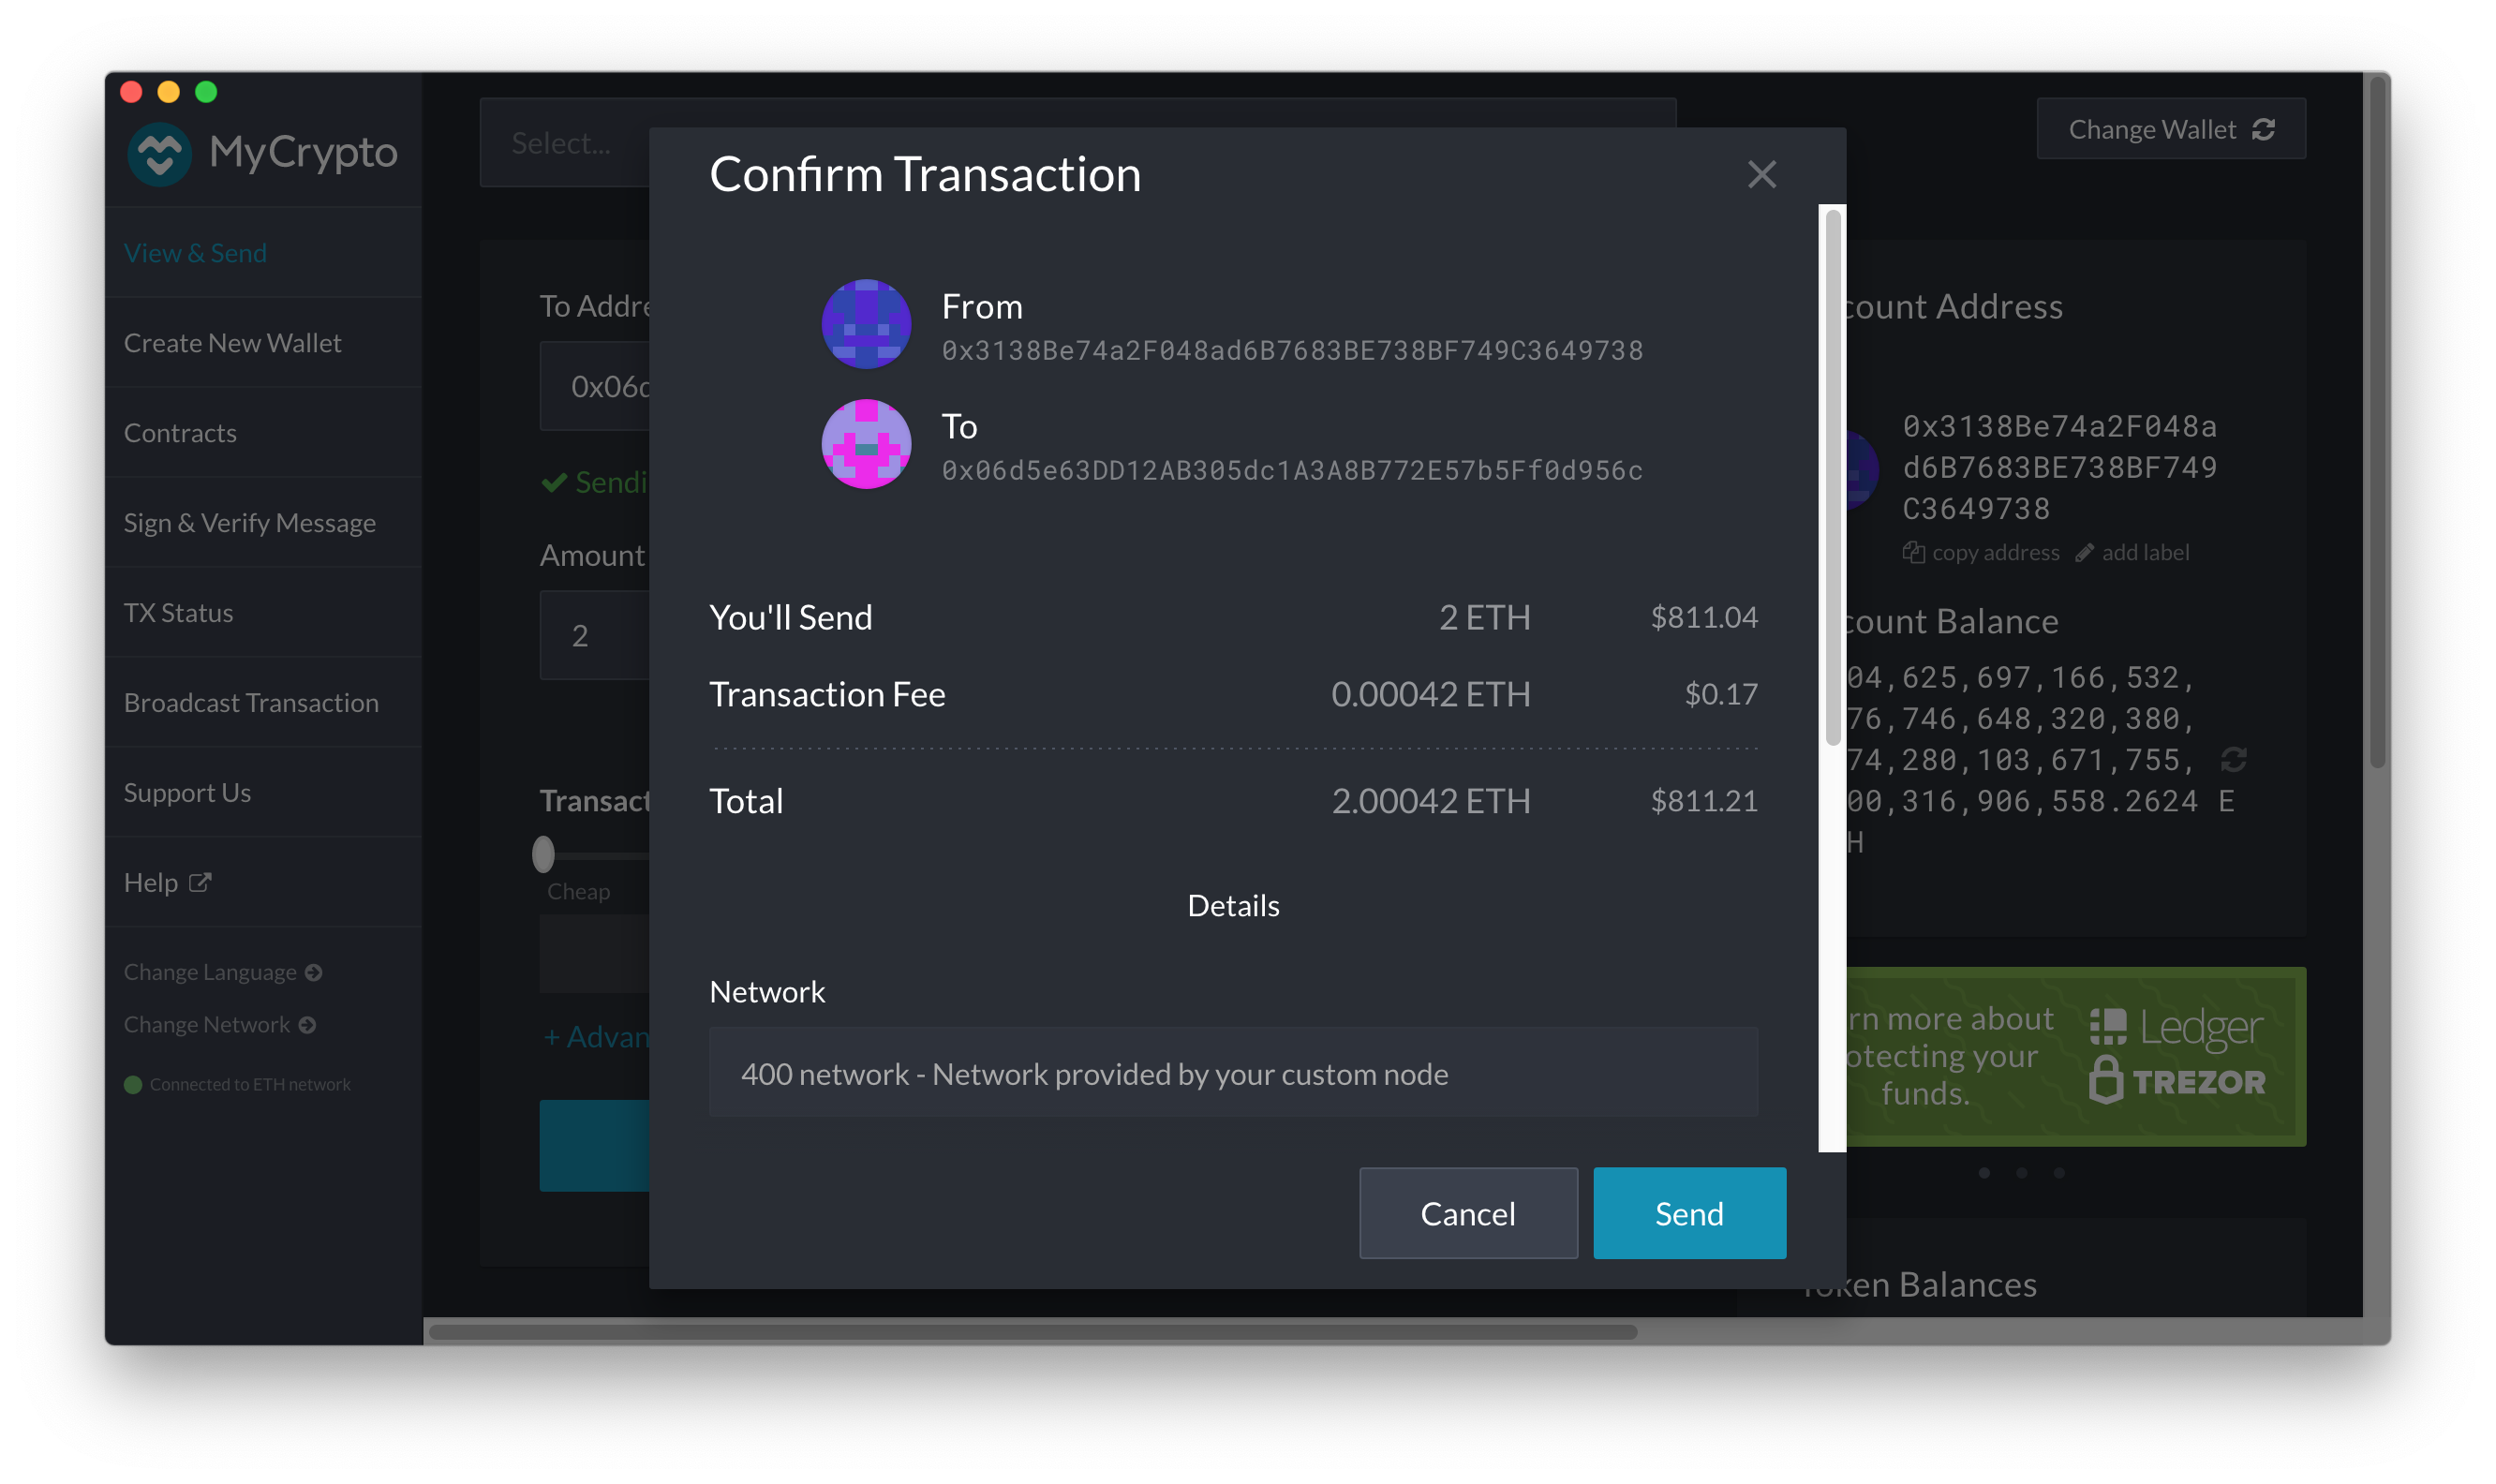 MyCrypto
View & Send
Create New Wallet
Contracts
Sign & Verify Message
TX Status
Broadcast Transaction
Support Us
Help
Change Language
Change Network
Connected to ETH network
Select...
Change Wallet
To Addre
0x06d
Sendi
Amount
2
Transact
Cheap
+ Advan
Confirm Transaction
From
0x3138Be74a2F048ad6B7683BE738BF749C3649738
To
0x06d5e63DD12AB305dc1A3A8B772E57b5Ff0d956c
You'll Send 2 ETH $811.04
Transaction Fee 0.00042 ETH $0.17
Total 2.00042 ETH $811.21
Details
Network
400 network - Network provided by your custom node
Cancel
Send
count Address
0x3138Be74a2F048a
d6B7683BE738BF749
C3649738
copy address add label
count Balance
04,625,697,166,532,
76,746,648,320,380,
74,280,103,671,755,
00,316,906,558.2624 E
H
rn more about
otecting your
funds.
Ledger
TREZOR
oken Balances